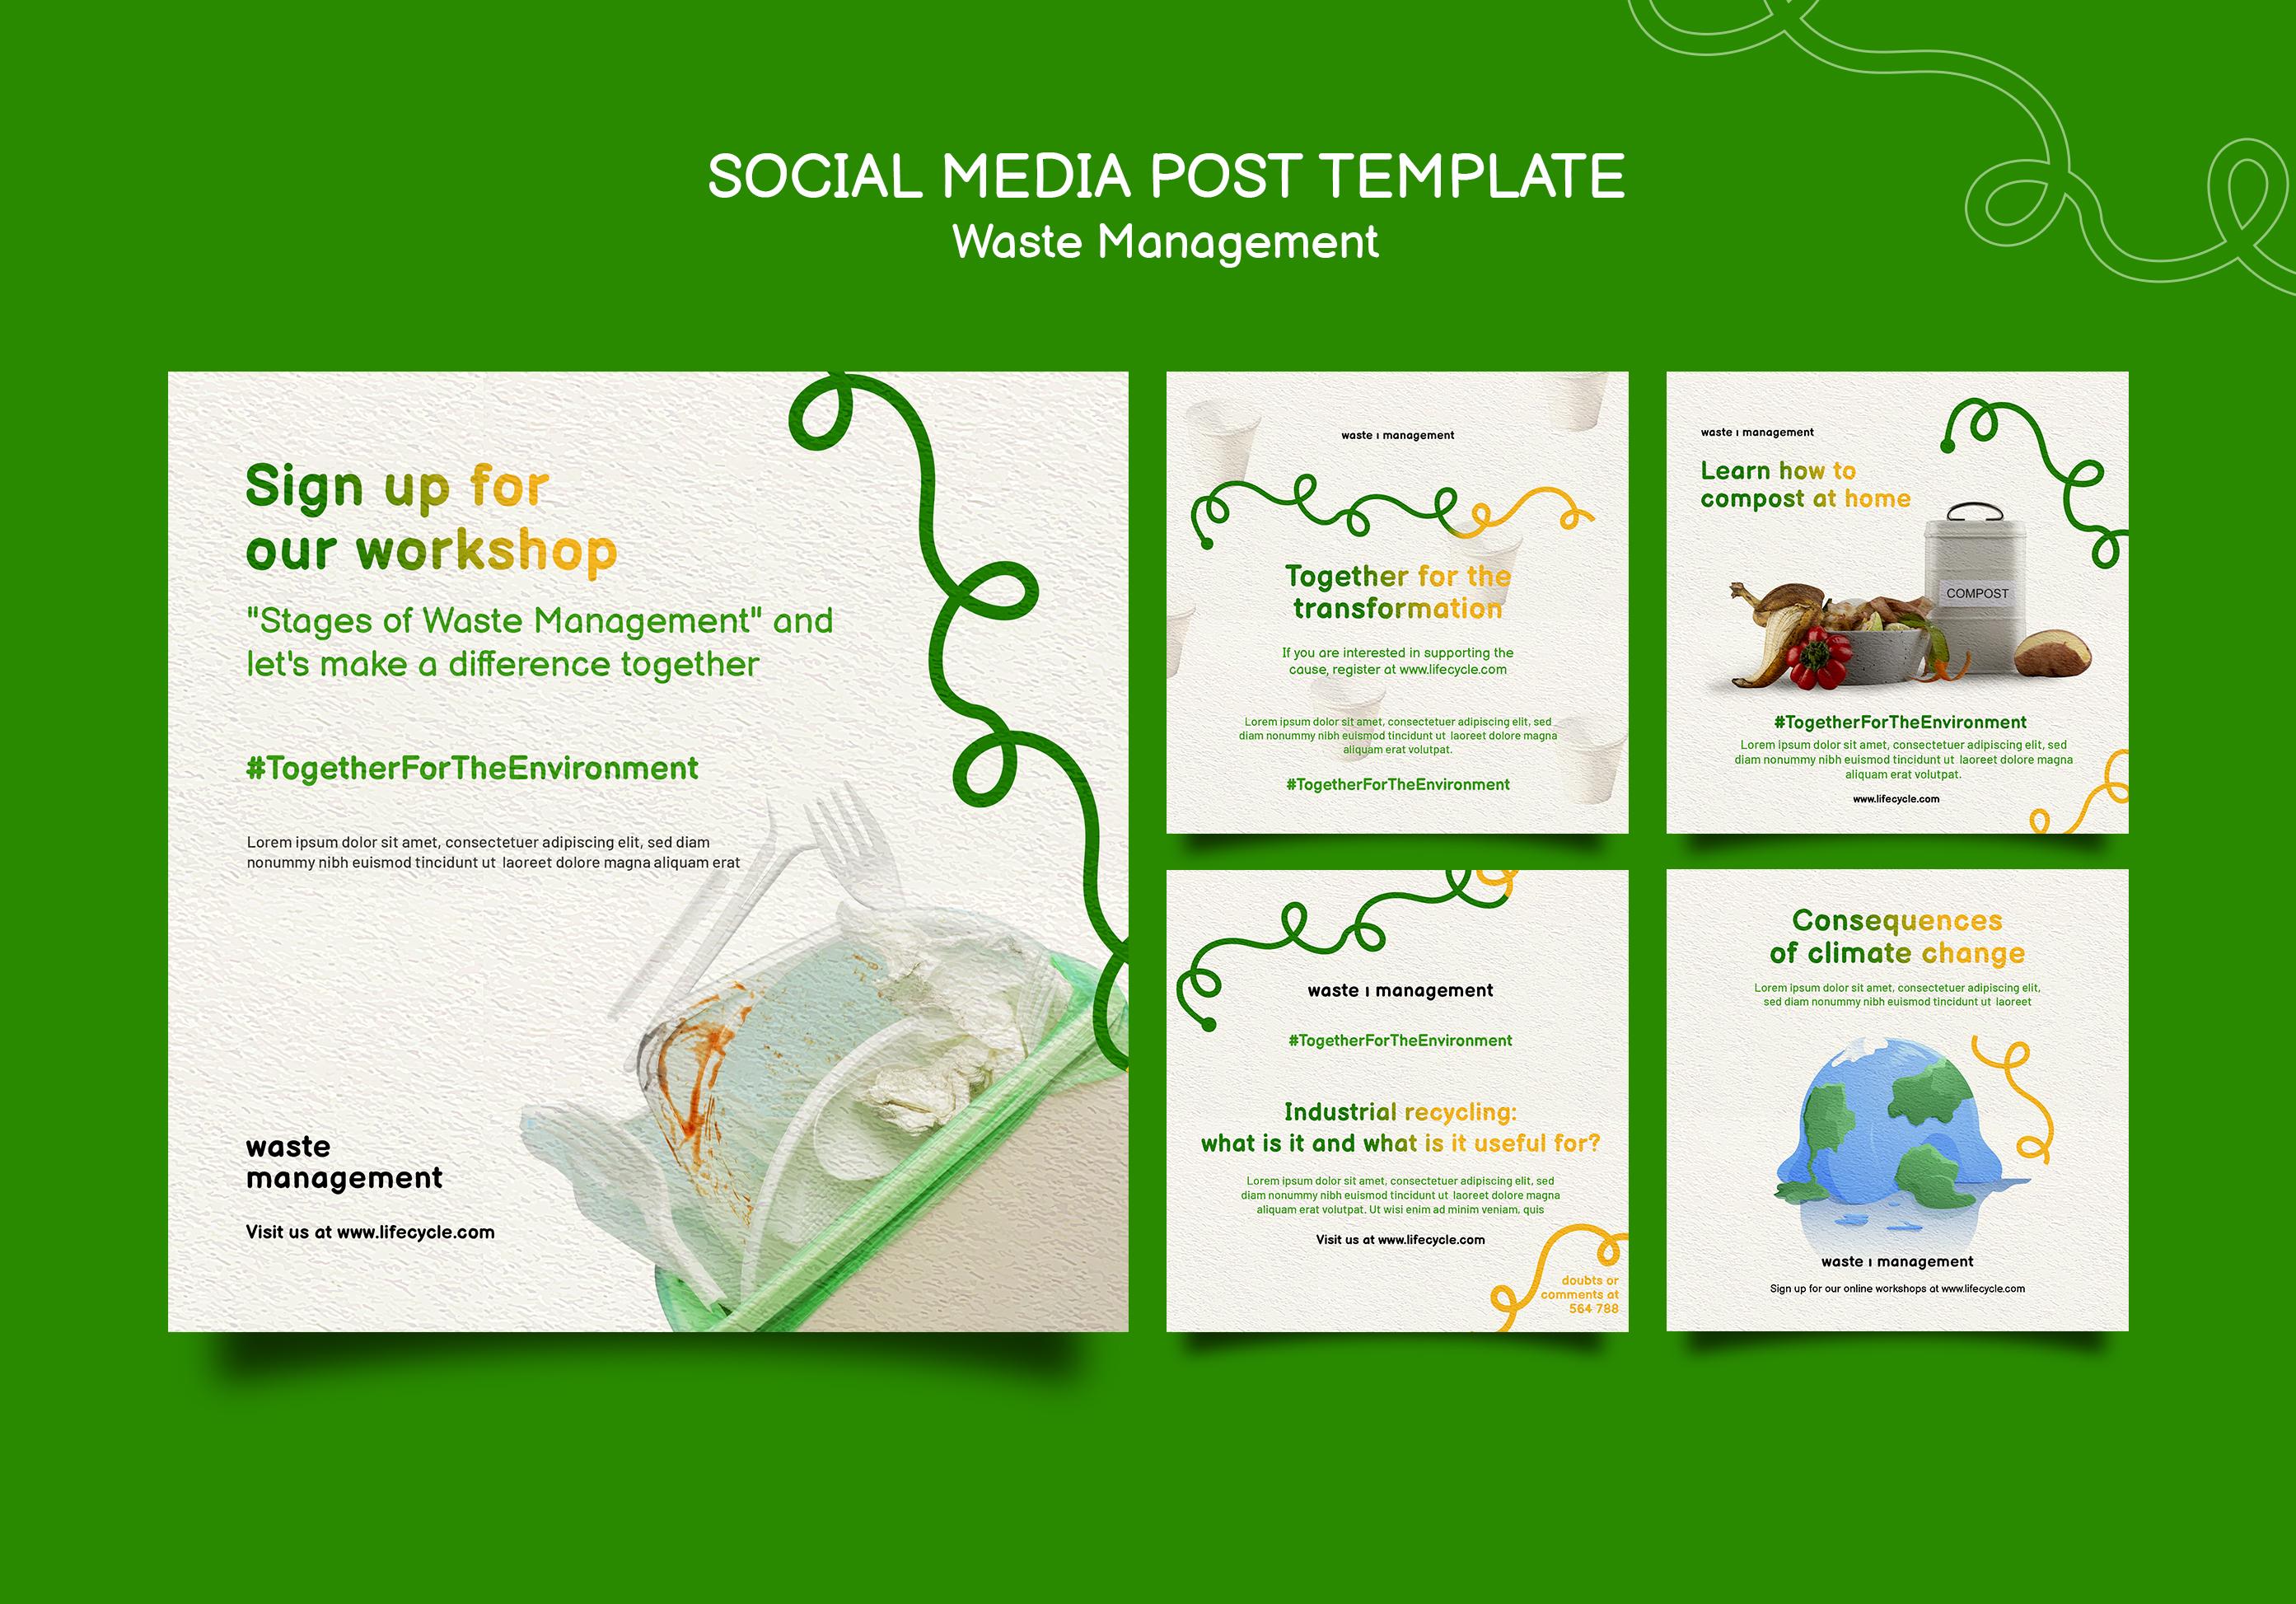 SOCIAL MEDIA POST TEMPLATE
Waste Management
Sign up for
our workshop
"Stages of Waste Management" and
let's make a difference together
#TogetherForTheEnvironment
Lorem ipsum dolor sit amet, consectetuer adipiscing elit, sed diam
nonummy nibh euismod tincidunt ut laoreet dolore magna aliquam erat
waste
management
Visit us at www.lifecycle.com
waste ı management
Together for the
transformation
If you are interested in supporting the
cause, register at www.lifecycle.com
Lorem ipsum dolor sit amet, consectetuer adipiscing elit, sed
diam nonummy nibh euismod tincidunt ut laoreet dolore magna
aliquam erat volutpat.
#TogetherForTheEnvironment
waste ı management
Learn how to
compost at home
COMPOST
#TogetherForTheEnvironment
Lorem ipsum dolor sit amet, consectetuer adipiscing elit, sed
diam nonummy nibh euismod tincidunt ut laoreet dolore magna
aliquam erat volutpat.
www.lifecycle.com
waste ı management
#TogetherForTheEnvironment
Industrial recycling:
what is it and what is it useful for?
Lorem ipsum dolor sit amet, consectetuer adipiscing elit, sed
diam nonummy nibh euismod tincidunt ut laoreet dolore magna
aliquam erat volutpat. Ut wisi enim ad minim veniam, quis
Visit us at www.lifecycle.com
doubts or
comments at
564 788
Consequences
of climate change
Lorem ipsum dolor sit amet, consectetuer adipiscing elit,
sed diam nonummy nibh euismod tincidunt ut laoreet
waste ı management
Sign up for our online workshops at www.lifecycle.com